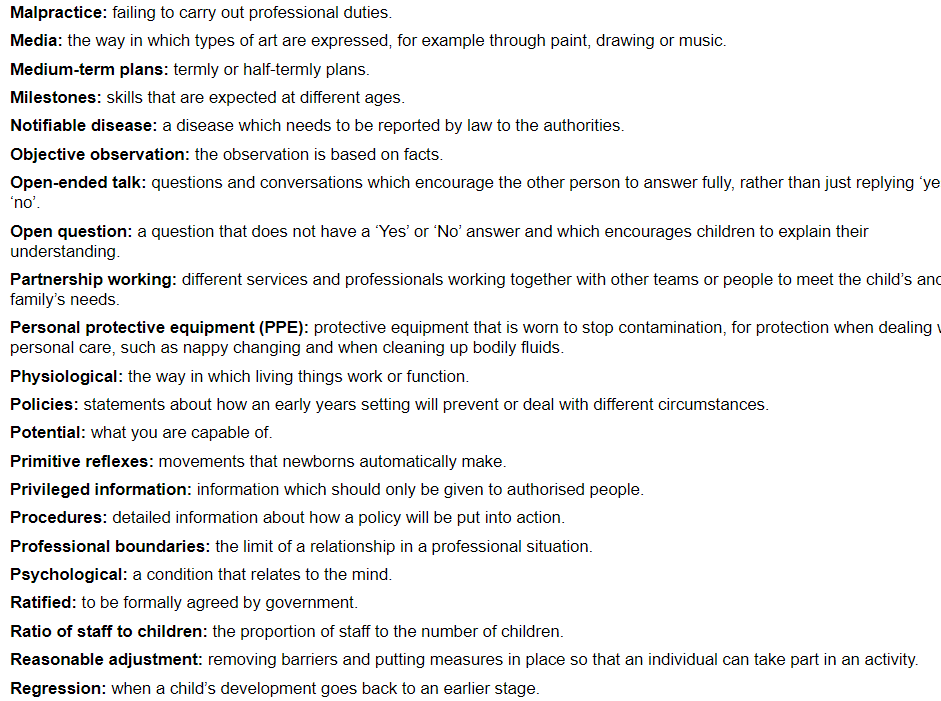 Malpractice: failing to carry out professional duties.
Media: the way in which types of art are expressed, for example through paint, drawing or music.
Medium-term plans: termly or half-termly plans.
Milestones: skills that are expected at different ages.
Notifiable disease: a disease which needs to be reported by law to the authorities.
Objective observation: the observation is based on facts.
Open-ended talk: questions and conversations which encourage the other person to answer fully, rather than just replying ‘ye
‘no’.
Open question: a question that does not have a ‘Yes’ or ‘No’ answer and which encourages children to explain their
understanding.
Partnership working: different services and professionals working together with other teams or people to meet the child’s and
family’s needs.
Personal protective equipment (PPE): protective equipment that is worn to stop contamination, for protection when dealing
personal care, such as nappy changing and when cleaning up bodily fluids.
Physiological: the way in which living things work or function.
Policies: statements about how an early years setting will prevent or deal with different circumstances.
Potential: what you are capable of.
Primitive reflexes: movements that newborns automatically make.
Privileged information: information which should only be given to authorised people.
Procedures: detailed information about how a policy will be put into action.
Professional boundaries: the limit of a relationship in a professional situation.
Psychological: a condition that relates to the mind.
Ratified: to be formally agreed by government.
Ratio of staff to children: the proportion of staff to the number of children.
Reasonable adjustment: removing barriers and putting measures in place so that an individual can take part in an activity.
Regression: when a child’s development goes back to an earlier stage.